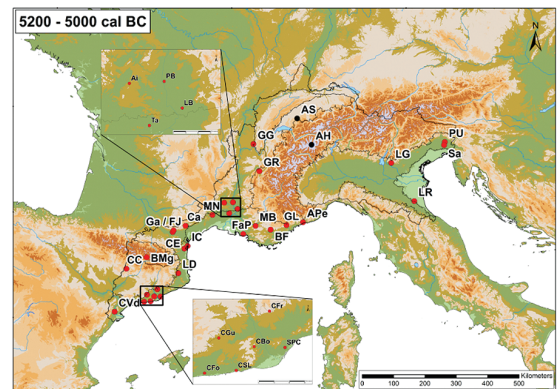 5200 - 5000 cal BC
N
Ai
PB
LB
Ta
AS
AH
GG
GR
PU
Sa
LG
LR
MN
Ca
Ga / FJ
FaP
MB
GL
APe
BF
IC
CE
BMg
CC
LD
CVd
CFr
CGu
CBo
SPC
CSL
CFo
Kilometers
0 100 200 300 400 500